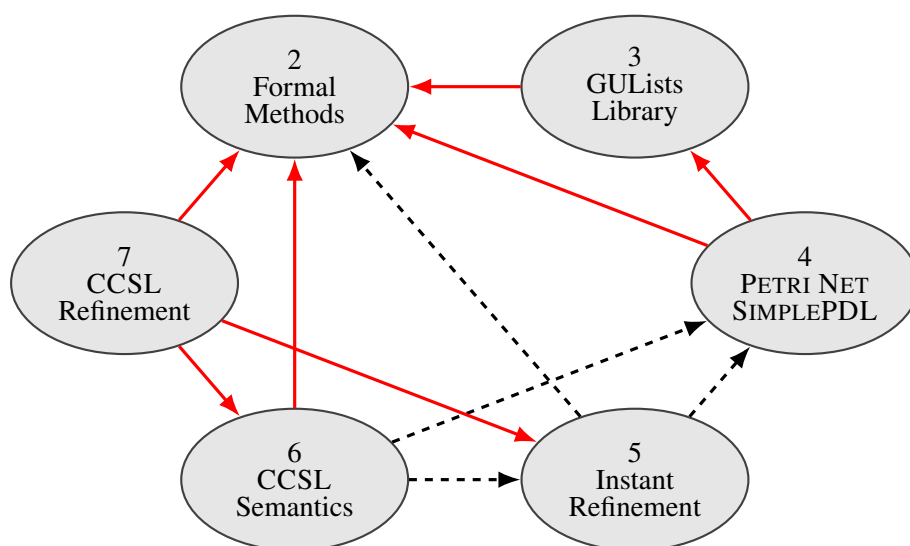 2
Formal
Methods
3
GULists
Library
7
CCSL
Refinement
4
PETRI NET
SIMPLEPDL
6
CCSL
Semantics
5
Instant
Refinement